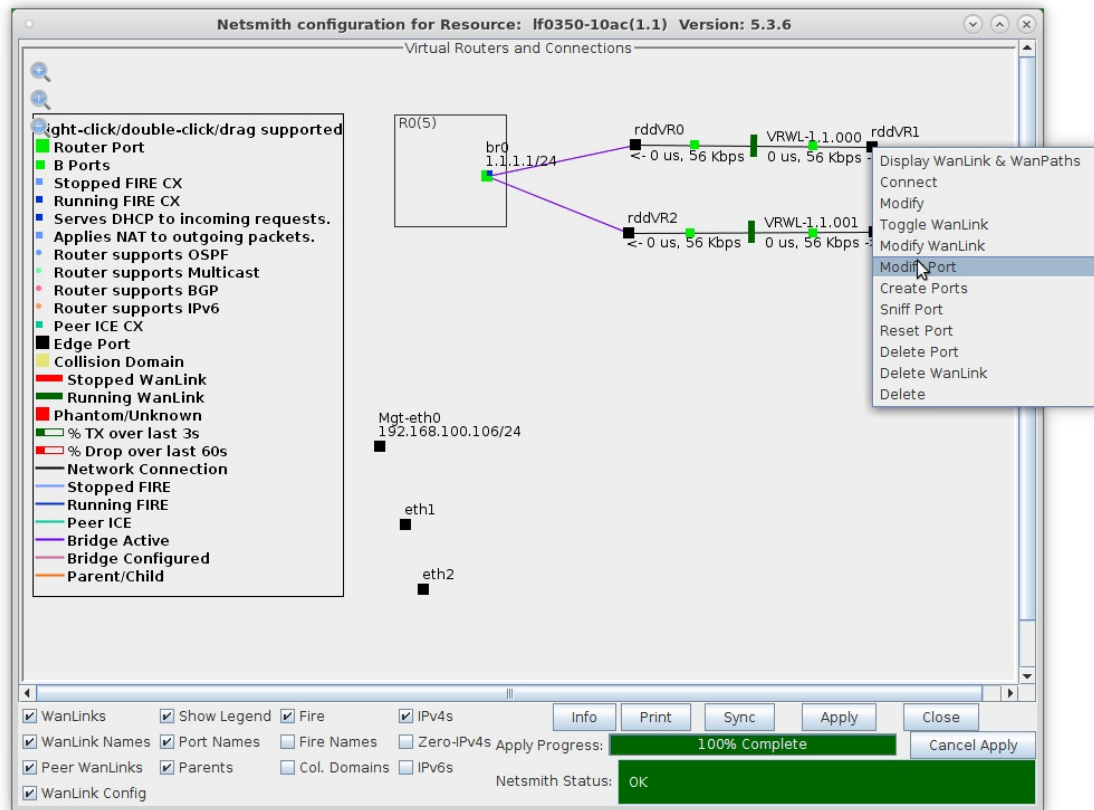 Netsmith configuration for Resource: lf0350-10ac(1.1) Version: 5.3.6
Virtual Routers and Connections
ight-click/double-click/drag supported
Router Port
B Ports
Stopped FIRE CX
Running FIRE CX
Serves DHCP to incoming requests.
Applies NAT to outgoing packets.
Router supports OSPF
Router supports Multicast
Router supports BGP
Router supports IPv6
Peer ICE CX
Edge Port
Collision Domain
Stopped WanLink
Running WanLink
Phantom/Unknown
% TX over last 3s
% Drop over last 60s
Network Connection
Stopped FIRE
Running FIRE
Peer ICE
Bridge Active
Bridge Configured
Parent/Child
R0(5)
br0
1.1.1.1/24
rddVR0
VRWL-1.1.000
rddVR1
<- 0 us, 56 Kbps
0 us, 56 Kbps -
rddVR2
VRWL-1.1.001
<- 0 us, 56 Kbps
0 us, 56 Kbps -
Mgt-eth0
192.168.100.106/24
eth1
eth2
Display WanLink & WanPaths
Connect
Modify
Toggle WanLink
Modify WanLink
Modify Port
Create Ports
Sniff Port
Reset Port
Delete Port
Delete WanLink
Delete
WanLinks Show Legend Fire IPv4s Info Print Sync Apply Close
WanLink Names Port Names Fire Names Zero-IPv4s Apply Progress: 100% Complete Cancel Apply
Peer WanLinks Parents Col. Domains IPv6s Netsmith Status: OK
WanLink Config